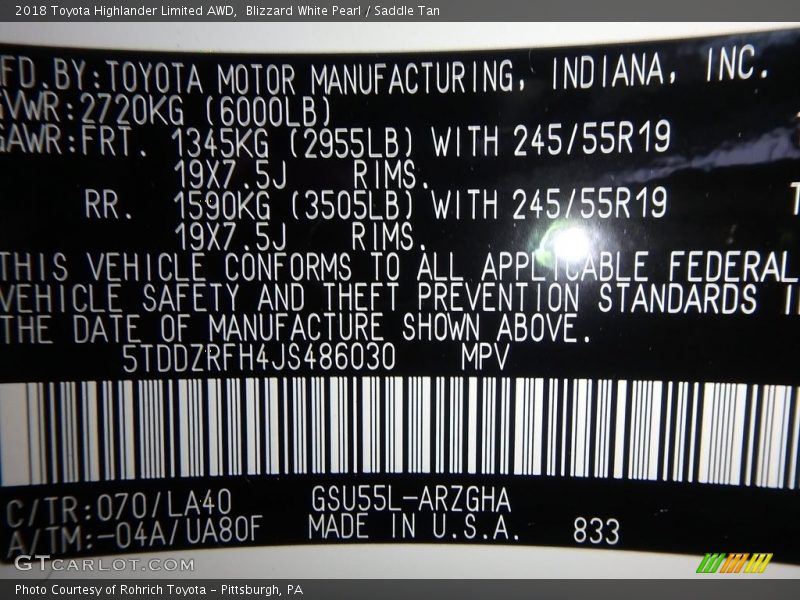 2018 Toyota Highlander Limited AWD, Blizzard White Pearl / Saddle Tan
MFD.BY:TOYOTA MOTOR MANUFACTURING, INDIANA, INC.
GVWR:2720KG (6000LB)
GAWR:FRT. 1345KG (2955LB) WITH 245/55R19
19X7.5J RIMS.
RR. 1590KG (3505LB) WITH 245/55R19 T
19X7.5J RIMS.
THIS VEHICLE CONFORMS TO ALL APPLICABLE FEDERAL
VEHICLE SAFETY AND THEFT PREVENTION STANDARDS I
THE DATE OF MANUFACTURE SHOWN ABOVE.
5TDDZRFH4JS486030 MPV
C/TR:070/LA40 GSU55L-ARZGHA
A/TM:-04A/UA80F MADE IN U.S.A. 833
GTCARLOT.COM
Photo Courtesy of Rohrich Toyota - Pittsburgh, PA